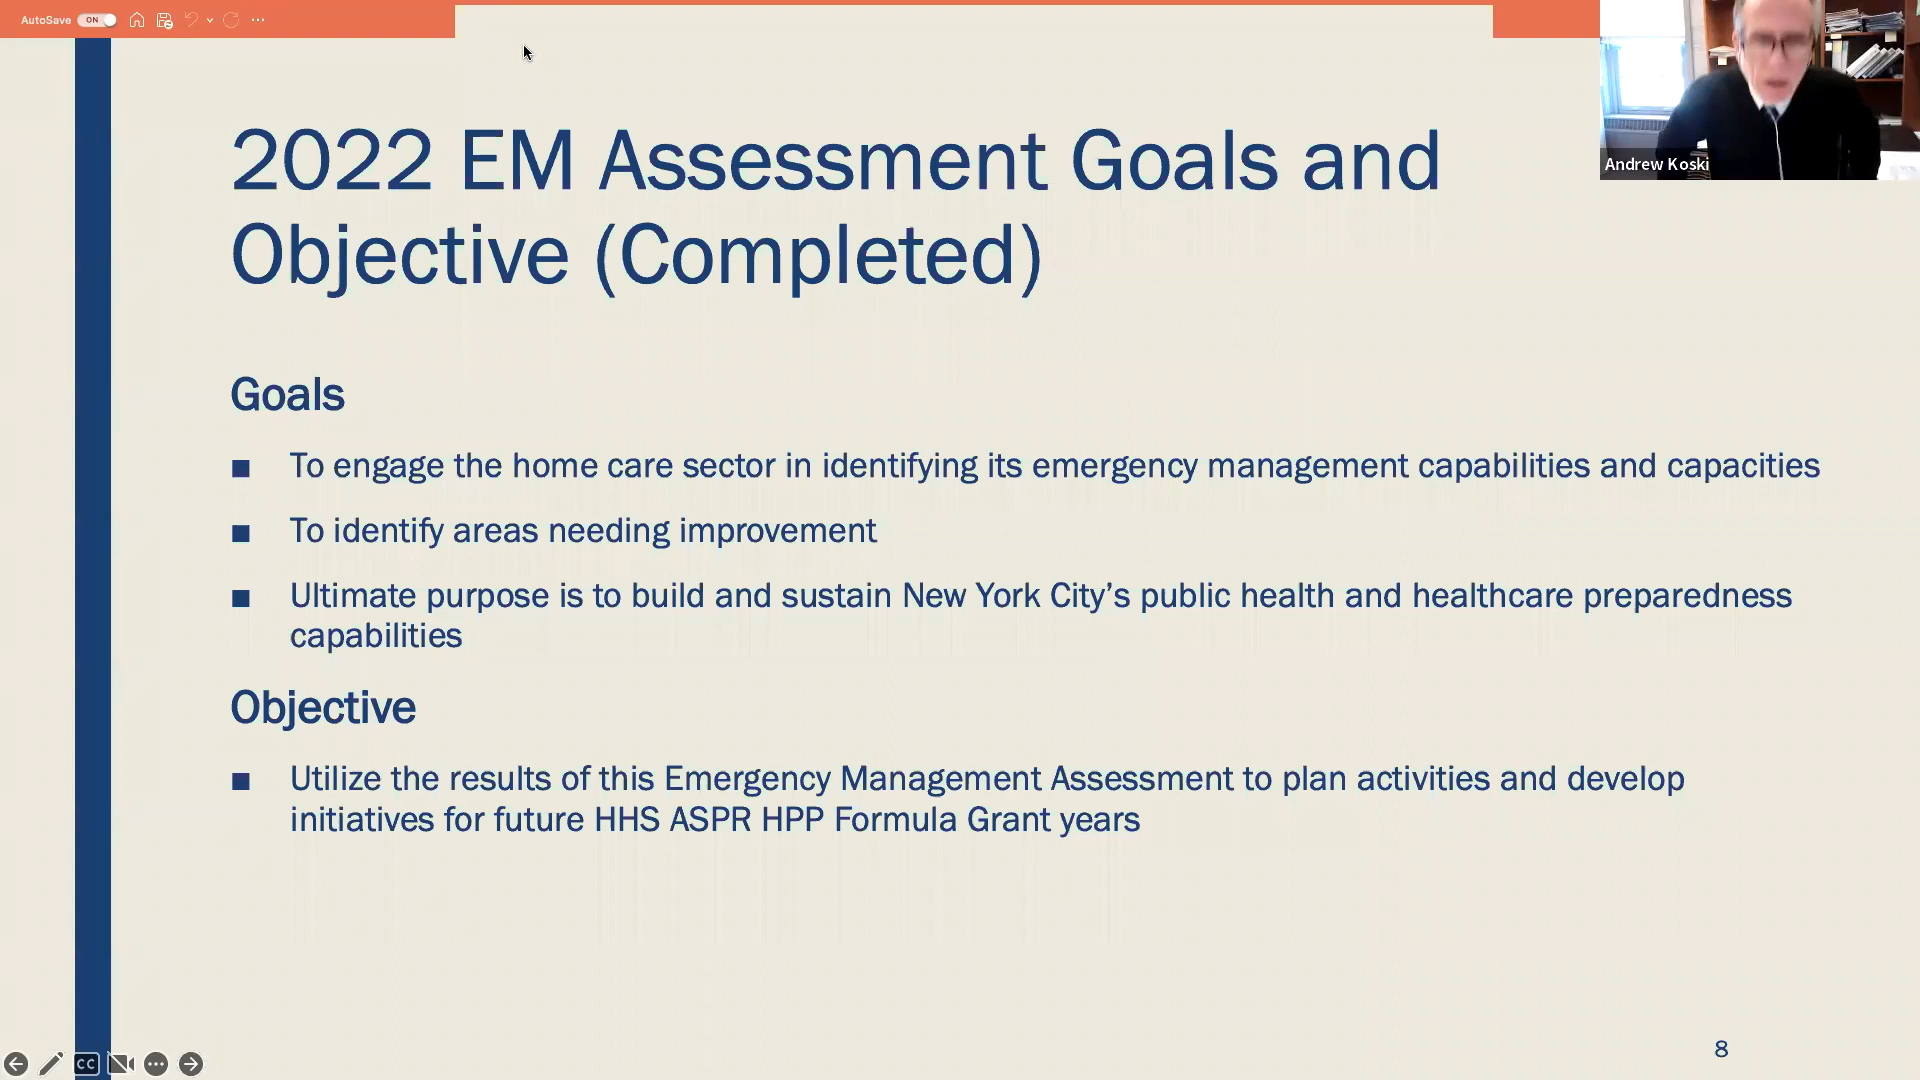 AutoSave ON
Andrew Koski
2022 EM Assessment Goals and
Objective (Completed)
Goals
■ To engage the home care sector in identifying its emergency management capabilities and capacities
■ To identify areas needing improvement
■ Ultimate purpose is to build and sustain New York City’s public health and healthcare preparedness
capabilities
Objective
■ Utilize the results of this Emergency Management Assessment to plan activities and develop
initiatives for future HHS ASPR HPP Formula Grant years
CC
8